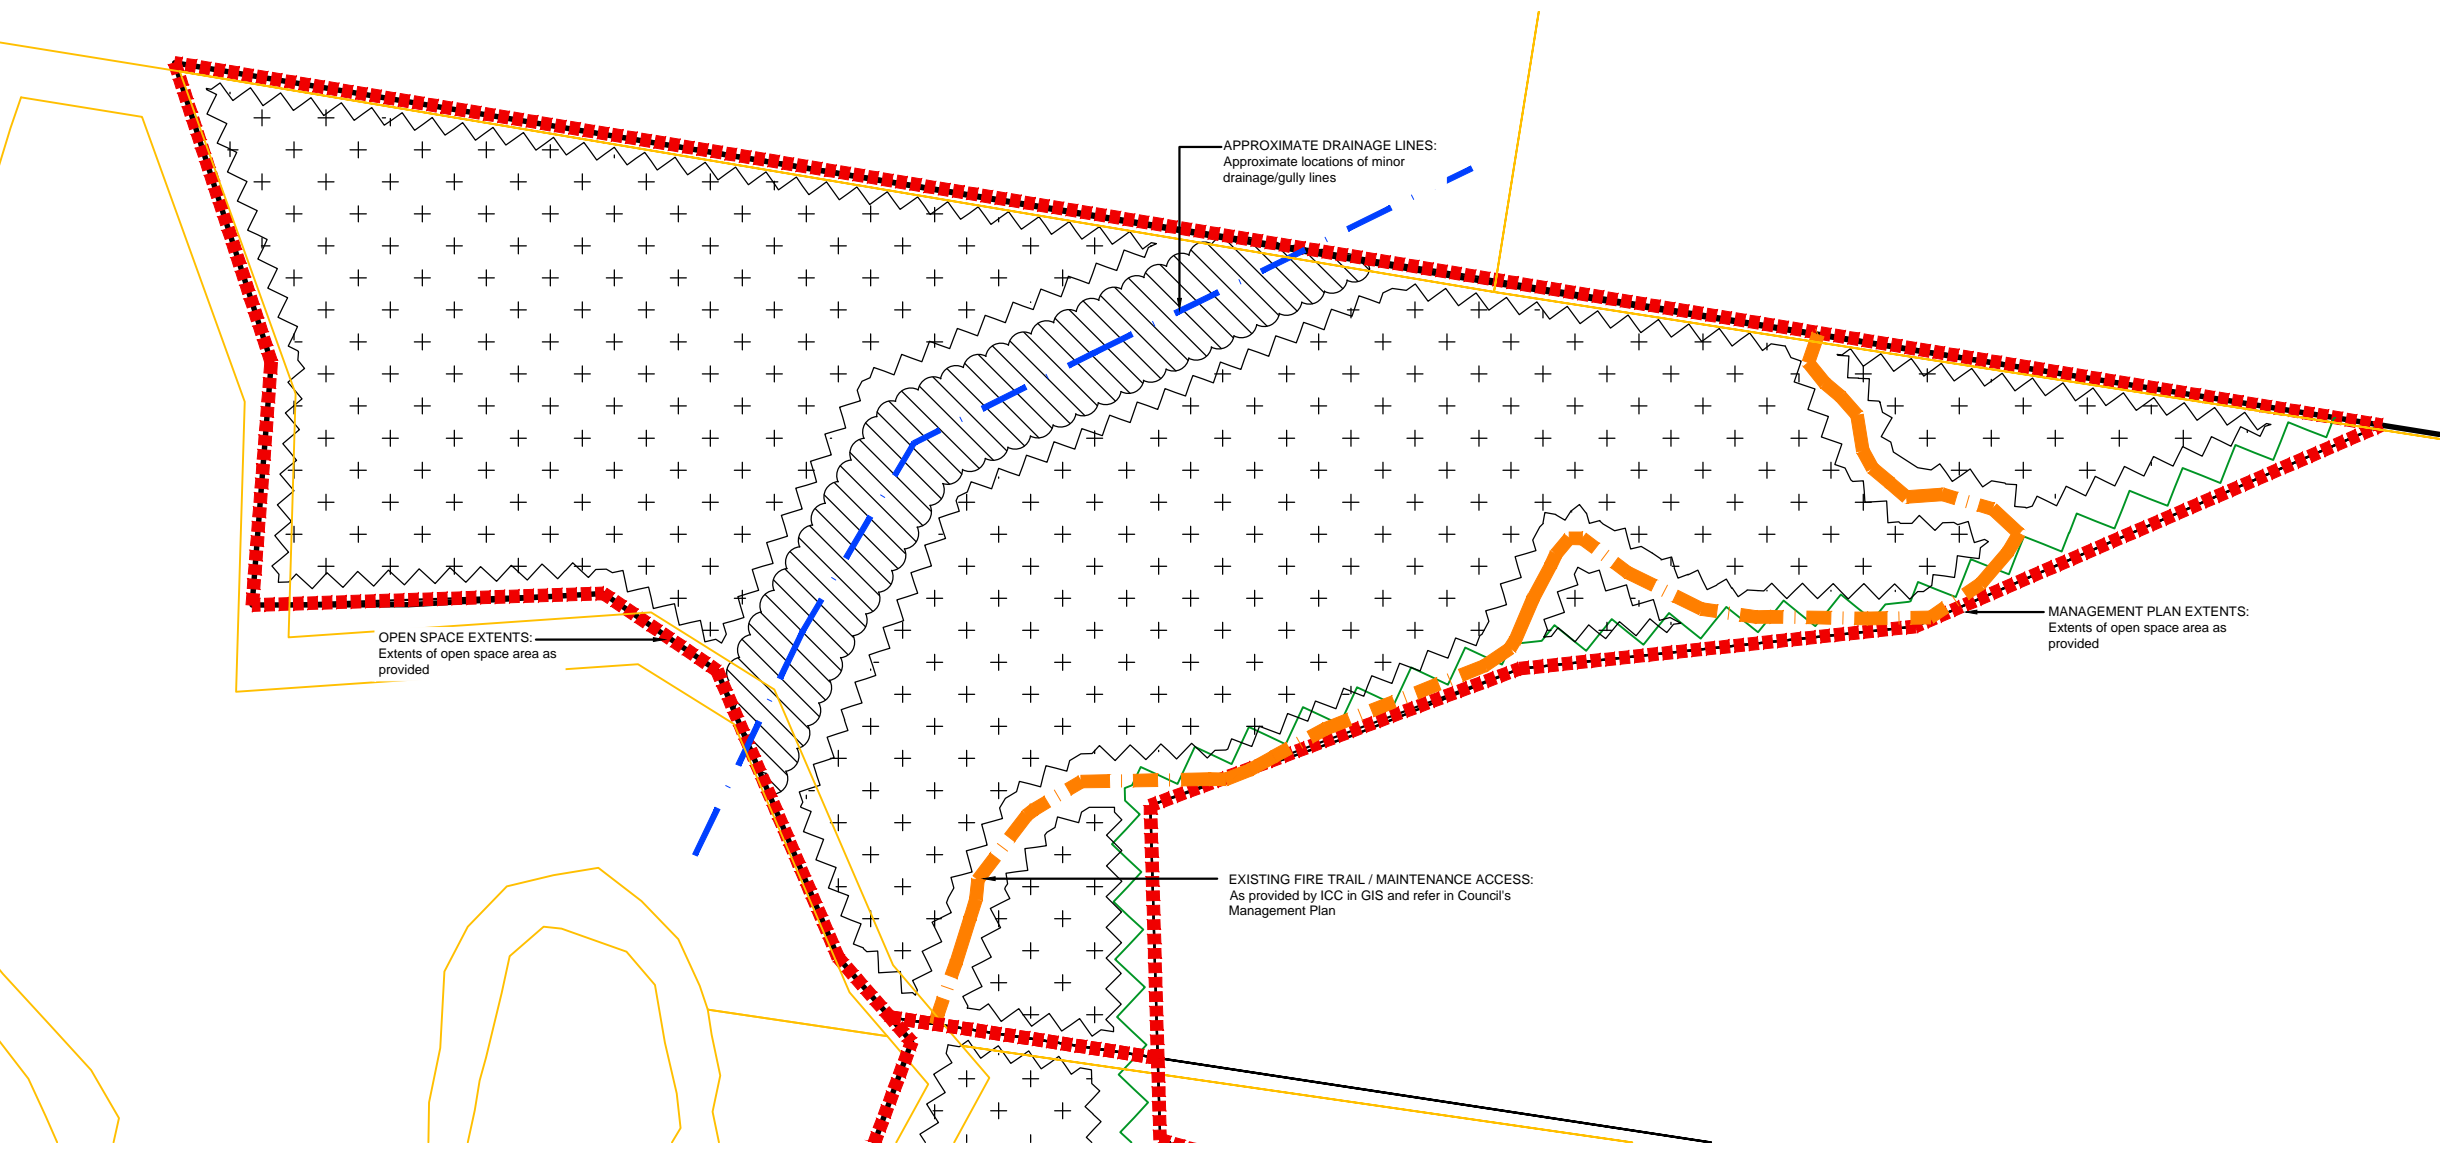 APPROXIMATE DRAINAGE LINES:
Approximate locations of minor
drainage/gully lines
OPEN SPACE EXTENTS:
Extents of open space area as
provided
MANAGEMENT PLAN EXTENTS:
Extents of open space area as
provided
EXISTING FIRE TRAIL / MAINTENANCE ACCESS:
As provided by ICC in GIS and refer in Council's
Management Plan